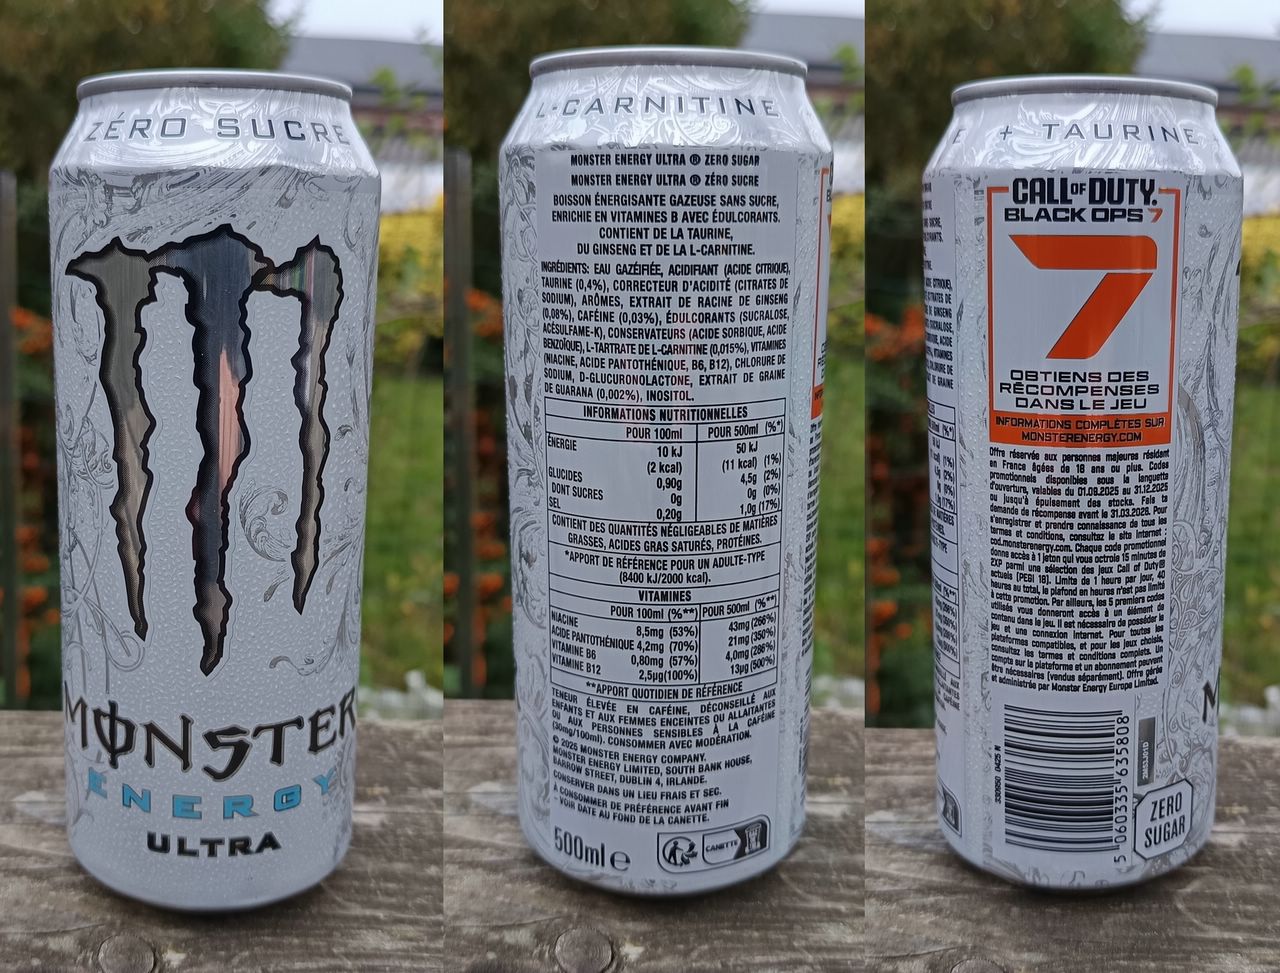 ZÉRO SUCRE
MONSTER
ENERGY
ULTRA
L-CARNITINE
MONSTER ENERGY ULTRA ® ZERO SUGAR
MONSTER ENERGY ULTRA ® ZÉRO SUCRE
BOISSON ÉNERGISANTE GAZEUSE SANS SUCRE,
ENRICHIE EN VITAMINES B AVEC ÉDULCORANTS.
CONTIENT DE LA TAURINE,
DU GINSENG ET DE LA L-CARNITINE.
INGRÉDIENTS: EAU GAZÉIFIÉE, ACIDIFIANT (ACIDE CITRIQUE),
TAURINE (0,4%), CORRECTEUR D'ACIDITÉ (CITRATES DE
SODIUM), ARÔMES, EXTRAIT DE RACINE DE GINSENG
(0,08%), CAFÉINE (0,03%), ÉDULCORANTS (SUCRALOSE,
ACÉSULFAME-K), CONSERVATEURS (ACIDE SORBIQUE, ACIDE
BENZOÏQUE), L-TARTRATE DE L-CARNITINE (0,015%), VITAMINES
(NIACINE, ACIDE PANTOTHÉNIQUE, B6, B12), CHLORURE DE
SODIUM, D-GLUCURONOLACTONE, EXTRAIT DE GRAINE
DE GUARANA (0,002%), INOSITOL.
INFORMATIONS NUTRITIONNELLES
POUR 100ml POUR 500ml (%*)
ÉNERGIE 10 kJ 50 kJ
(2 kcal) (11 kcal) (1%)
GLUCIDES 0,90g 4,5g (2%)
DONT SUCRES 0g 0g (0%)
SEL 0,20g 1,0g (17%)
CONTIENT DES QUANTITÉS NÉGLIGEABLES DE MATIÈRES
GRASSES, ACIDES GRAS SATURÉS, PROTÉINES.
*APPORT DE RÉFÉRENCE POUR UN ADULTE-TYPE
(8400 kJ/2000 kcal).
VITAMINES
POUR 100ml (%**) POUR 500ml (%**)
NIACINE 8,5mg (53%) 43mg (266%)
ACIDE PANTOTHÉNIQUE 4,2mg (70%) 21mg (350%)
VITAMINE B6 0,80mg (57%) 4,0mg (286%)
VITAMINE B12 2,5µg (100%) 13µg (500%)
**APPORT QUOTIDIEN DE RÉFÉRENCE
TENEUR ÉLEVÉE EN CAFÉINE, DÉCONSEILLÉ AUX
ENFANTS ET AUX FEMMES ENCEINTES OU ALLAITANTES
OU AUX PERSONNES SENSIBLES À LA CAFÉINE
(30mg/100ml). CONSOMMER AVEC MODÉRATION.
© 2025 MONSTER ENERGY COMPANY.
MONSTER ENERGY LIMITED, SOUTH BANK HOUSE,
BARROW STREET, DUBLIN 4, IRLANDE.
CONSERVER DANS UN LIEU FRAIS ET SEC.
À CONSOMMER DE PRÉFÉRENCE AVANT FIN
- VOIR DATE AU FOND DE LA CANETTE.
500ml e
CANETTE
+ TAURINE
CALL OF DUTY.
BLACK OPS 7
7
OBTIENS DES
RÉCOMPENSES
DANS LE JEU
INFORMATIONS COMPLÈTES SUR
MONSTERENERGY.COM
Offre réservée aux personnes majeures résidant
en France âgées de 18 ans ou plus. Codes
promotionnels disponibles sous la languette
d'ouverture, valables du 01.09.2025 au 31.12.2025
ou jusqu'à épuisement des stocks. Fais ta
demande de récompense avant le 31.03.2026. Pour
s'enregistrer et prendre connaissance de tous les
termes et conditions, consultez le site Internet :
cod.monsterenergy.com. Chaque code promotionnel
donne accès à 1 jeton qui vous octroie 15 minutes de
2XP parmi une sélection des jeux Call of Duty®
actuels [PEGI 18]. Limite de 1 heure par jour, 40
heures au total, le plafond en heures n'est pas limité
à cette promotion. Par ailleurs, les 5 premiers codes
utilisés vous donneront accès à un élément de
contenu dans le jeu. Il est nécessaire de posséder le
jeu et une connexion Internet. Pour toutes les
plateformes compatibles, et pour les jeux choisis,
consultez les termes et conditions complets. Un
compte sur la plateforme et un abonnement peuvent
être nécessaires (vendus séparément). Offre gérée
et administrée par Monster Energy Europe Limited.
5 060335 635808
ZERO
SUGAR